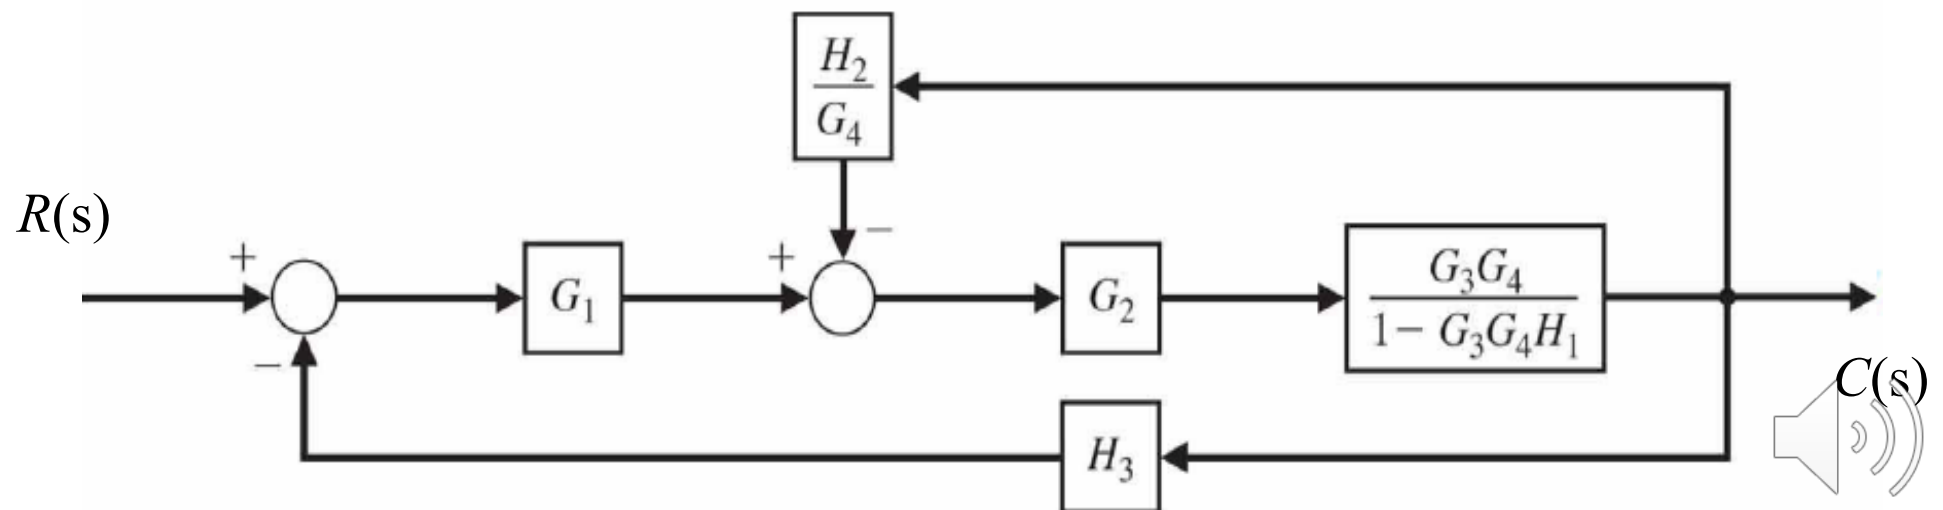 H₂
G₄
R(s)
+
−
+
G₁
G₂
G₃G₄
1− G₃G₄H₁
−
C(s)
H₃